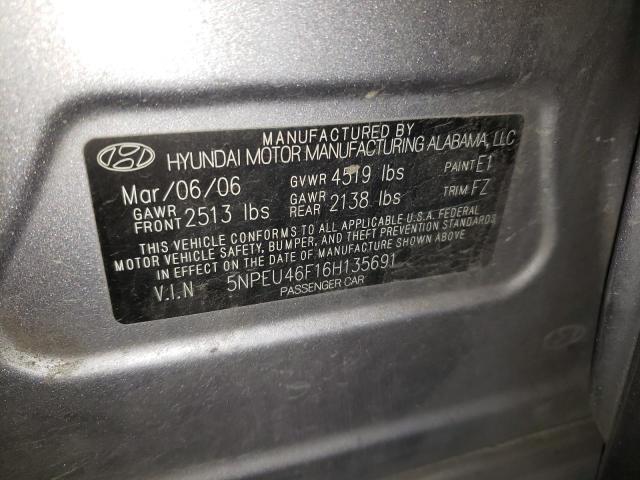 MANUFACTURED BY
HYUNDAI MOTOR MANUFACTURING ALABAMA, LLC
Mar/06/06 GVWR 4519 lbs PAINT E1
GAWR FRONT 2513 lbs GAWR REAR 2138 lbs TRIM FZ
THIS VEHICLE CONFORMS TO ALL APPLICABLE U.S.A. FEDERAL
MOTOR VEHICLE SAFETY, BUMPER, AND THEFT PREVENTION STANDARDS
IN EFFECT ON THE DATE OF MANUFACTURE SHOWN ABOVE.
V.I.N 5NPEU46F16H135691
PASSENGER CAR